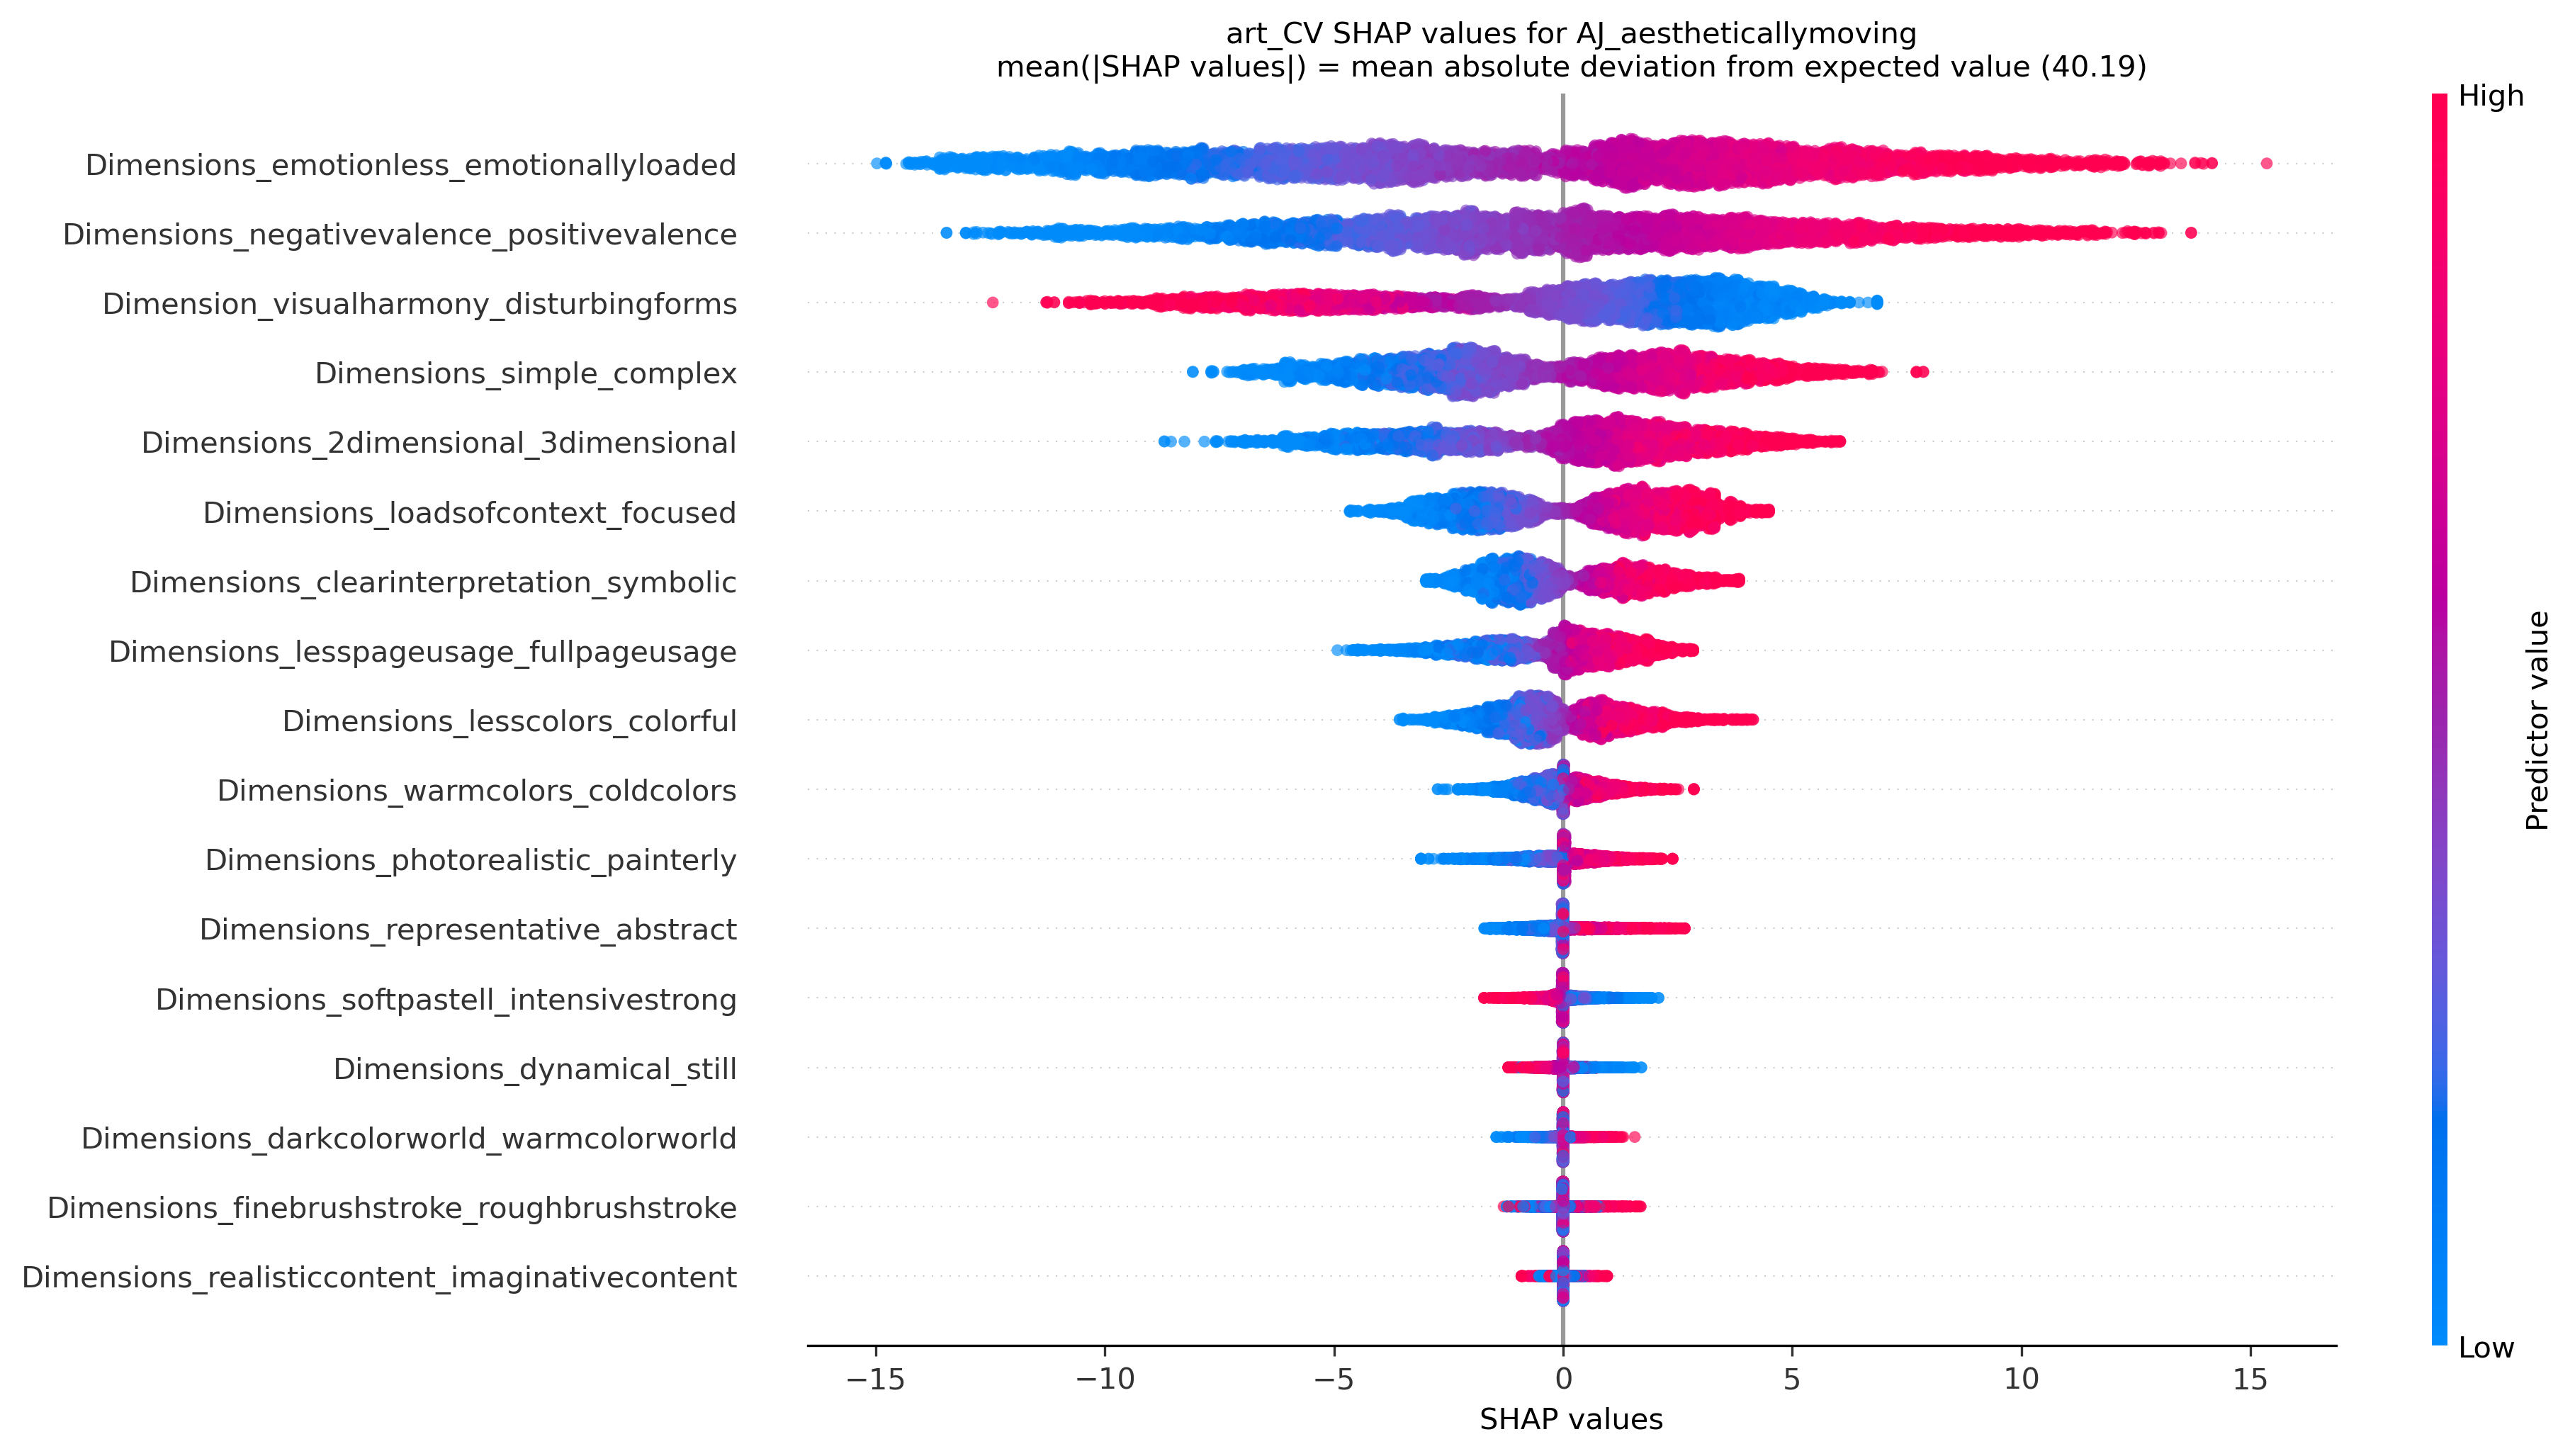 art_CV SHAP values for AJ_aestheticallymoving
mean(|SHAP values|) = mean absolute deviation from expected value (40.19)
High
Dimensions_emotionless_emotionallyloaded
Dimensions_negativevalence_positivevalence
Dimension_visualharmony_disturbingforms
Dimensions_simple_complex
Dimensions_2dimensional_3dimensional
Dimensions_loadsofcontext_focused
Dimensions_clearinterpretation_symbolic
Dimensions_lesspageusage_fullpageusage
Dimensions_lesscolors_colorful
Dimensions_warmcolors_coldcolors
Dimensions_photorealistic_painterly
Dimensions_representative_abstract
Dimensions_softpastell_intensivestrong
Dimensions_dynamical_still
Dimensions_darkcolorworld_warmcolorworld
Dimensions_finebrushstroke_roughbrushstroke
Dimensions_realisticcontent_imaginativecontent
Predictor value
Low
−15 −10 −5 0 5 10 15
SHAP values